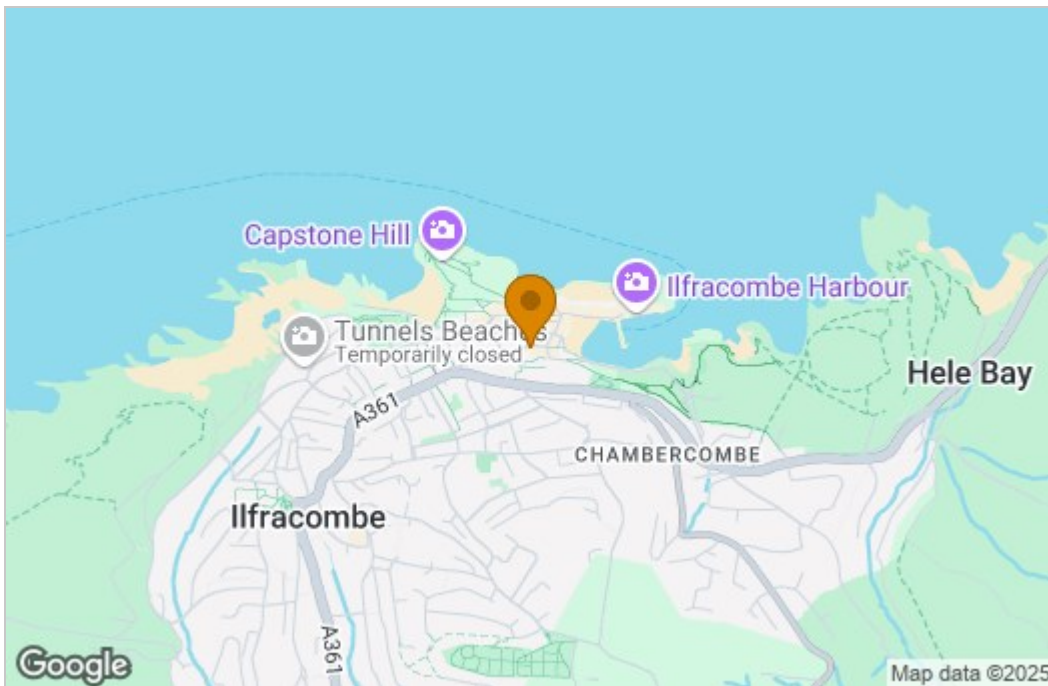 Capstone Hill
Ilfracombe Harbour
Tunnels Beaches
Temporarily closed
Hele Bay
A361
CHAMBERCOMBE
Ilfracombe
A361
Google
Map data ©2025